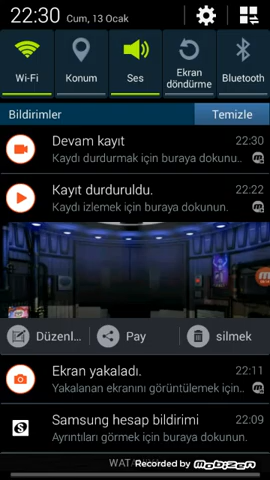 22:30 Cum, 13 Ocak
Wi-Fi Konum Ses Ekran döndürme Bluetooth
Bildirimler Temizle
Devam kayıt 22:30
Kaydı durdurmak için buraya dokunu..
Kayıt durduruldu. 22:22
Kaydı izlemek için buraya dokunun.
Düzenl... Pay silmek
Ekran yakaladı. 22:11
Yakalanan ekranını görüntülemek için..
Samsung hesap bildirimi 22:09
Ayrıntıları görmek için buraya dokunun.
Recorded by mobizen